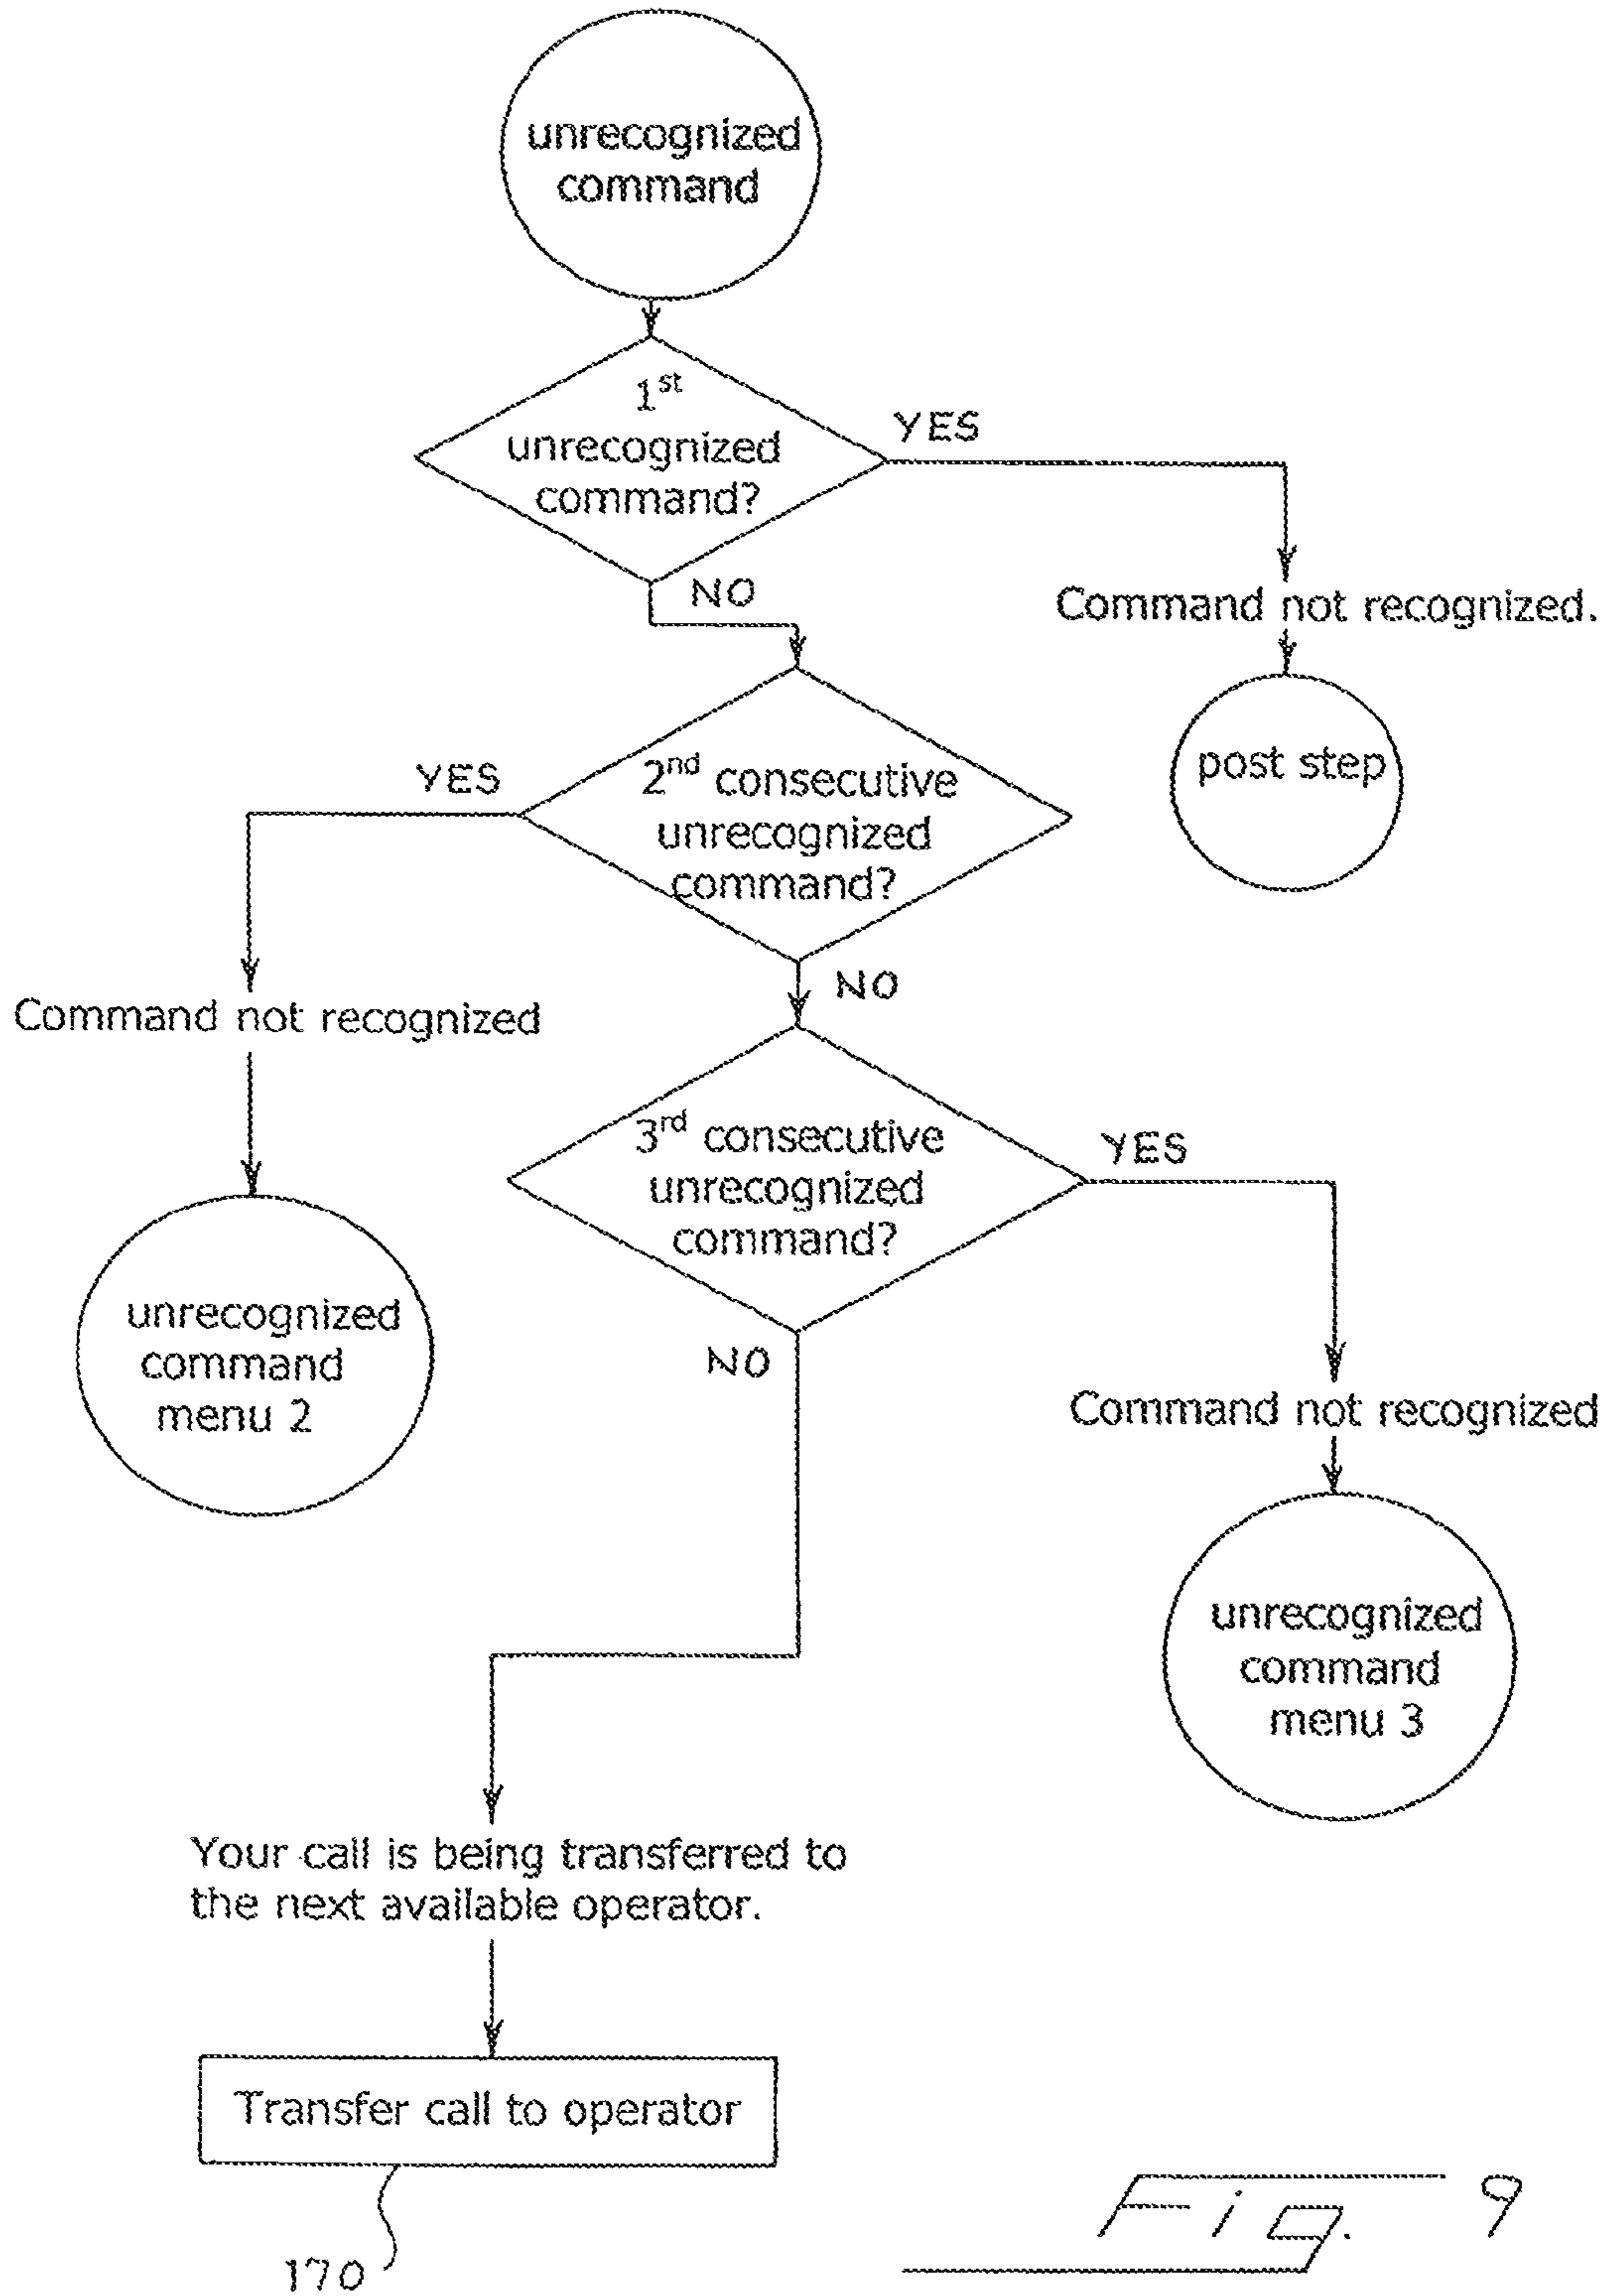 unrecognized
command
1st
unrecognized
command?
YES
NO
Command not recognized.
post step
2nd consecutive
unrecognized
command?
YES
NO
Command not recognized
unrecognized
command
menu 2
3rd consecutive
unrecognized
command?
YES
NO
Command not recognized
unrecognized
command
menu 3
Your call is being transferred to
the next available operator.
Transfer call to operator
170
Fig. 9